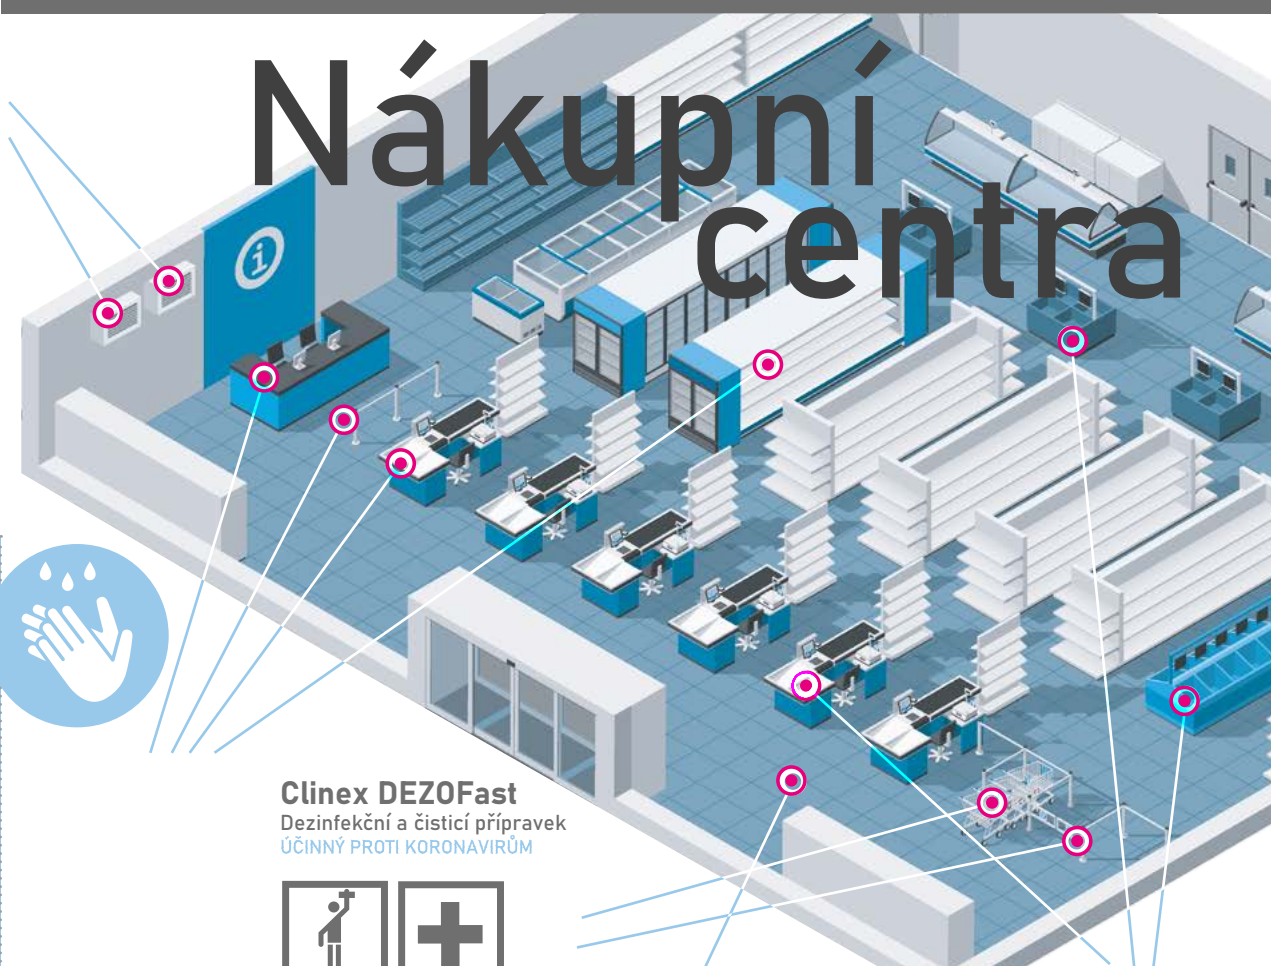 Nákupní
centra
i
Clinex DEZOFast
Dezinfekční a čisticí přípravek
ÚČINNÝ PROTI KORONAVIRŮM